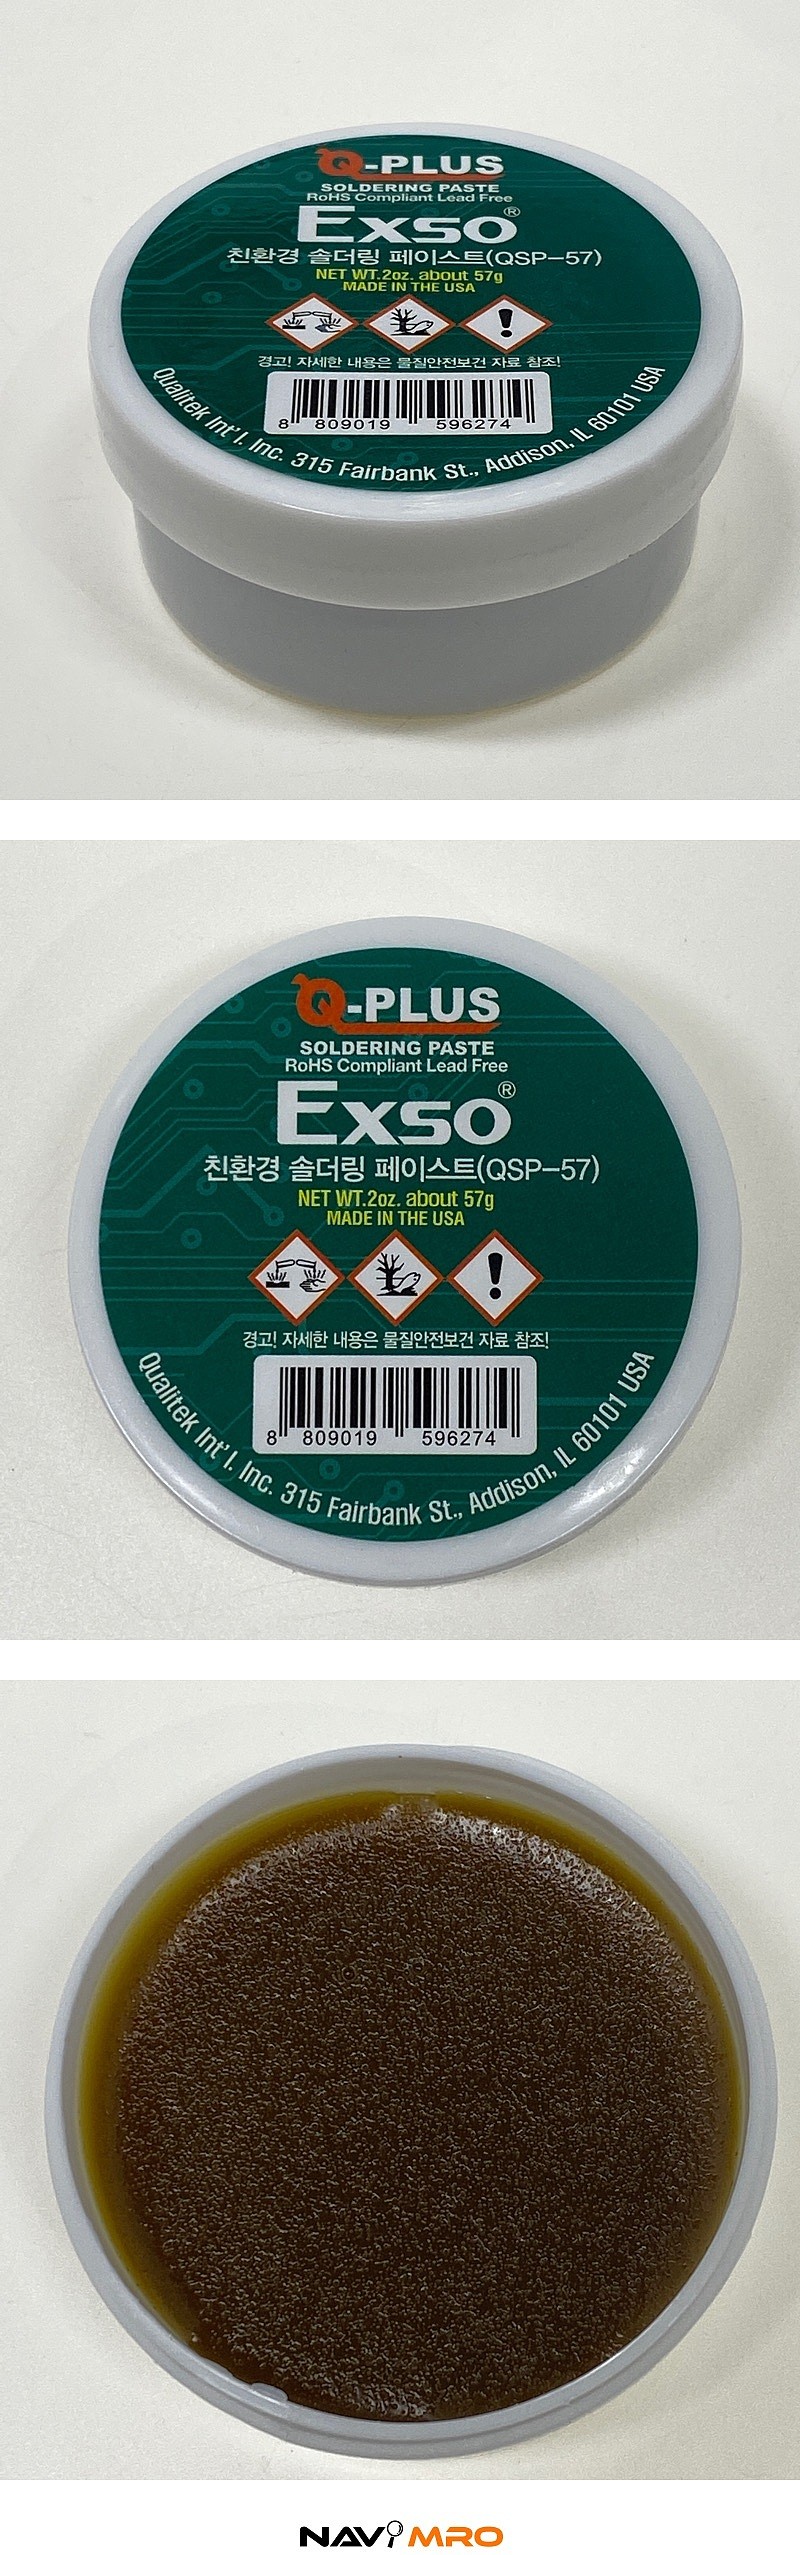 Q-PLUS
SOLDERING PASTE
RoHS Compliant Lead Free
Exso®
친환경 솔더링 페이스트(QSP-57)
NET WT.2oz. about 57g
MADE IN THE USA
경고! 자세한 내용은 물질안전보건 자료 참조!
8 809019 596274
Qualitek Int'l. Inc. 315 Fairbank St., Addison, IL 60101 USA
Q-PLUS
SOLDERING PASTE
RoHS Compliant Lead Free
Exso®
친환경 솔더링 페이스트(QSP-57)
NET WT.2oz. about 57g
MADE IN THE USA
경고! 자세한 내용은 물질안전보건 자료 참조!
8 809019 596274
Qualitek Int'l. Inc. 315 Fairbank St., Addison, IL 60101 USA
NAVi MRO